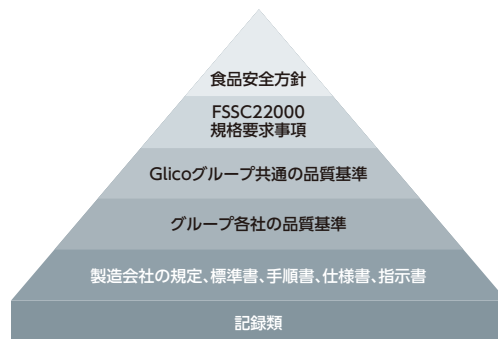 食品安全方針
FSSC22000
規格要求事項
Glicoグループ共通の品質基準
グループ各社の品質基準
製造会社の規定、標準書、手順書、仕様書、指示書
記録類